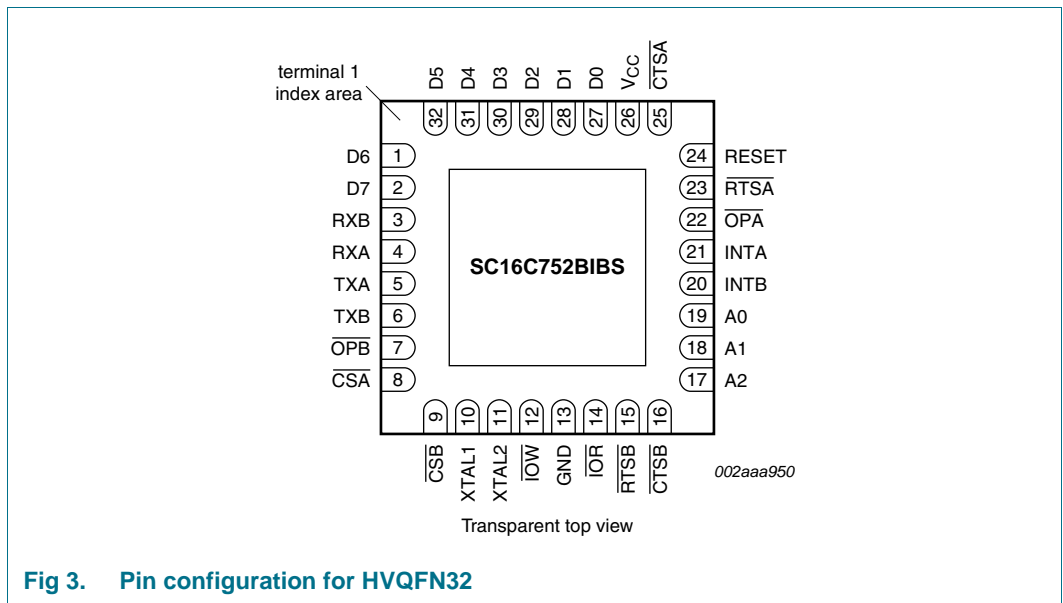 terminal 1
index area
D5
D4
D3
D2
D1
D0
VCC
CTSA
32
31
30
29
28
27
26
25
D6 1
D7 2
RXB 3
RXA 4
TXA 5
TXB 6
OPB 7
CSA 8
SC16C752BIBS
24 RESET
23 RTSA
22 OPA
21 INTA
20 INTB
19 A0
18 A1
17 A2
9
10
11
12
13
14
15
16
CSB
XTAL1
XTAL2
IOW
GND
IOR
RTSB
CTSB
002aaa950
Transparent top view
Fig 3. Pin configuration for HVQFN32